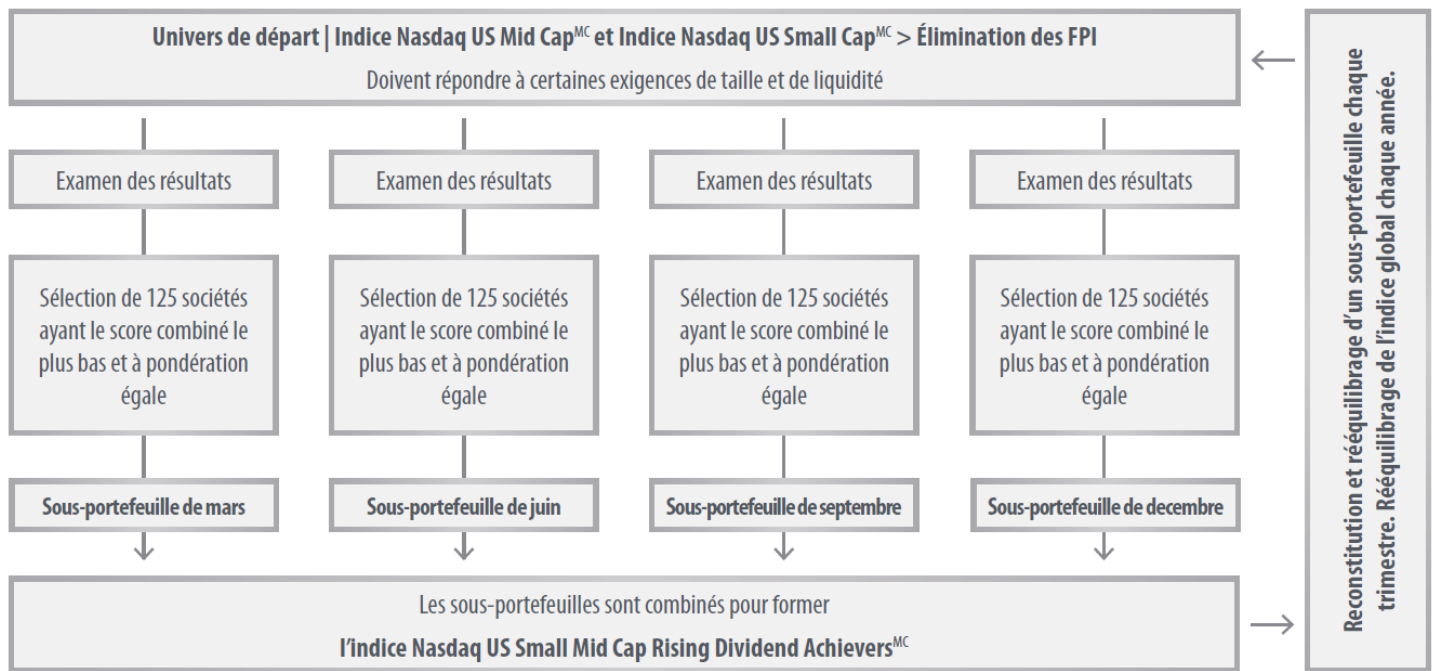 Univers de départ | Indice Nasdaq US Mid Capᴹᶜ et Indice Nasdaq US Small Capᴹᶜ > Élimination des FPI
Doivent répondre à certaines exigences de taille et de liquidité
Examen des résultats
Sélection de 125 sociétés
ayant le score combiné le
plus bas et à pondération
égale
Sous-portefeuille de mars
Examen des résultats
Sélection de 125 sociétés
ayant le score combiné le
plus bas et à pondération
égale
Sous-portefeuille de juin
Examen des résultats
Sélection de 125 sociétés
ayant le score combiné le
plus bas et à pondération
égale
Sous-portefeuille de septembre
Examen des résultats
Sélection de 125 sociétés
ayant le score combiné le
plus bas et à pondération
égale
Sous-portefeuille de decembre
Les sous-portefeuilles sont combinés pour former
l'indice Nasdaq US Small Mid Cap Rising Dividend Achieversᴹᶜ
Reconstitution et rééquilibrage d'un sous-portefeuille chaque
trimestre. Rééquilibrage de l'indice global chaque année.